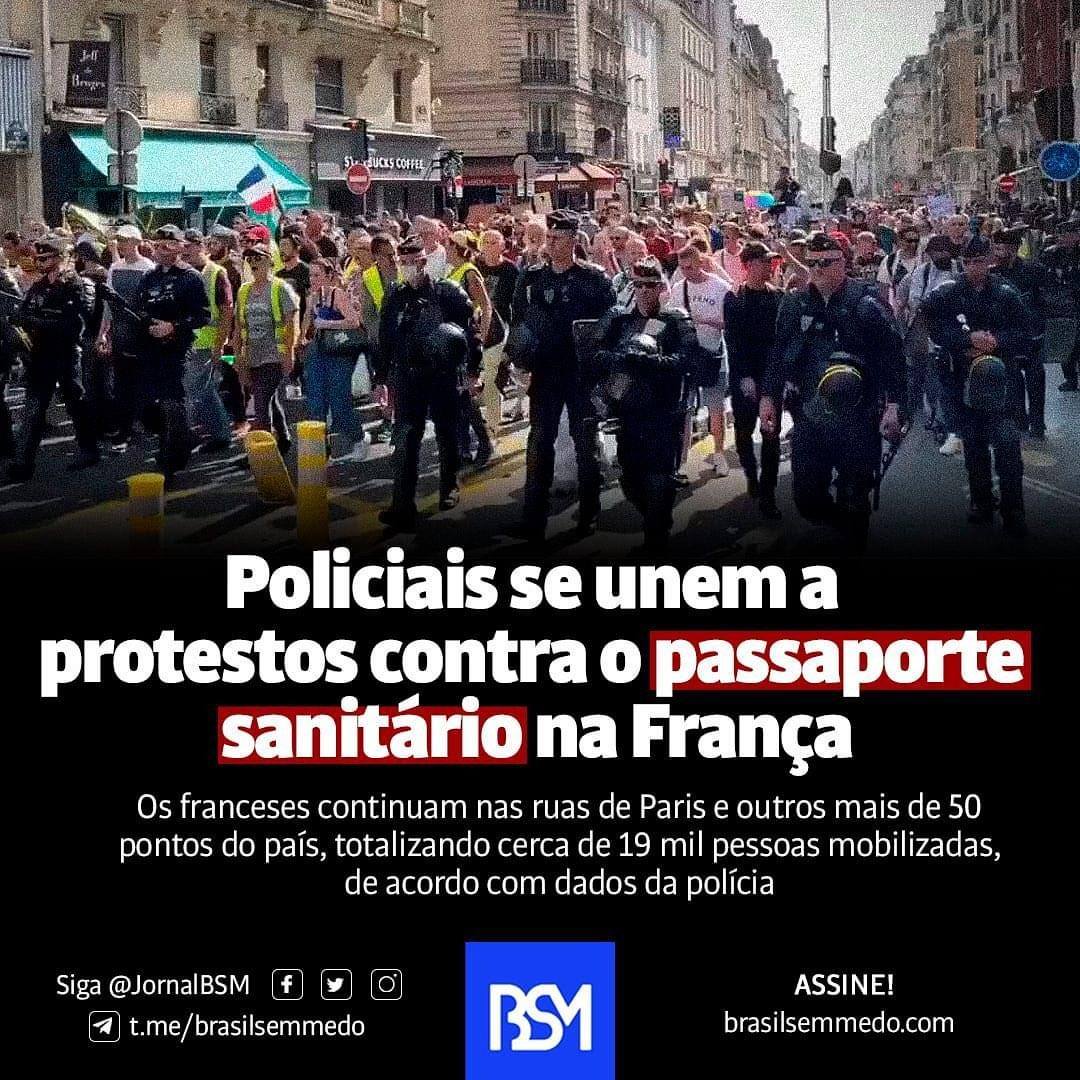 Jeff
de
Bruges
ST BUCKS COFFEE
Policiais se unem a
protestos contra o passaporte
sanitário na França
Os franceses continuam nas ruas de Paris e outros mais de 50
pontos do país, totalizando cerca de 19 mil pessoas mobilizadas,
de acordo com dados da polícia
Siga @JornalBSM
t.me/brasilsemmedo
BSM
ASSINE!
brasilsemmedo.com